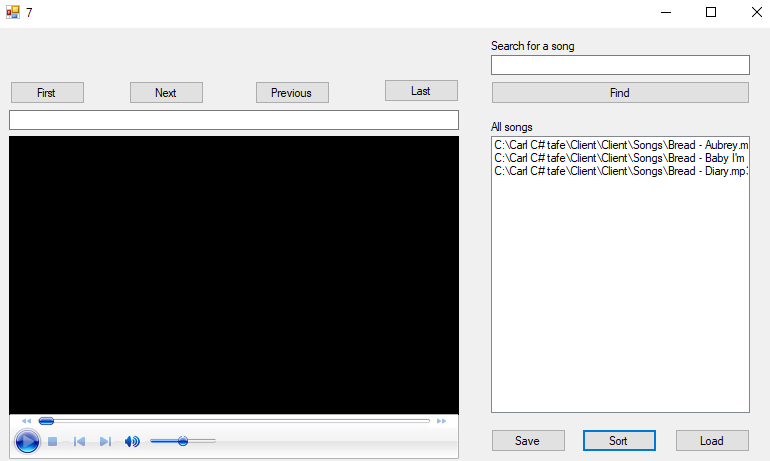 7
Search for a song
First
Next
Previous
Last
Find
All songs
C:\Carl C# tafe\Client\Client\Songs\Bread - Aubrey.m
C:\Carl C# tafe\Client\Client\Songs\Bread - Baby I'm
C:\Carl C# tafe\Client\Client\Songs\Bread - Diary.mp3
Save
Sort
Load